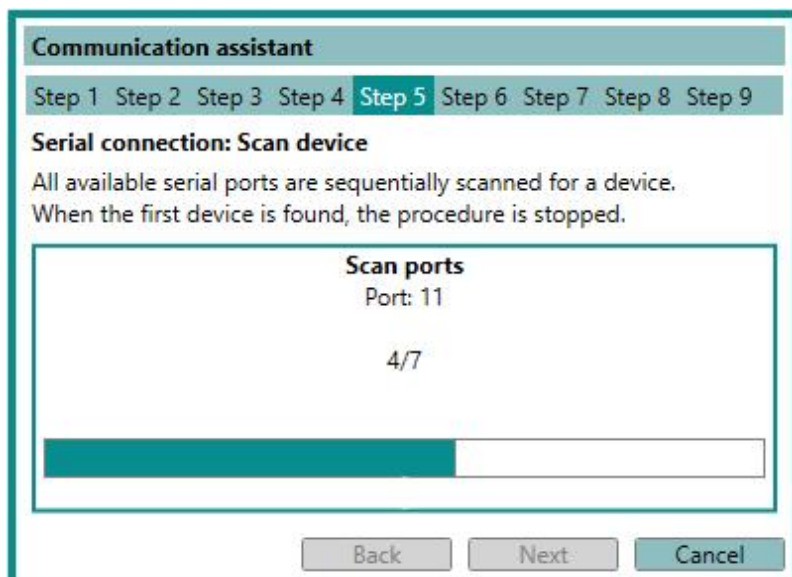 Communication assistant
Step 1 Step 2 Step 3 Step 4 Step 5 Step 6 Step 7 Step 8 Step 9
Serial connection: Scan device
All available serial ports are sequentially scanned for a device.
When the first device is found, the procedure is stopped.
Scan ports
Port: 11
4/7
Back Next Cancel